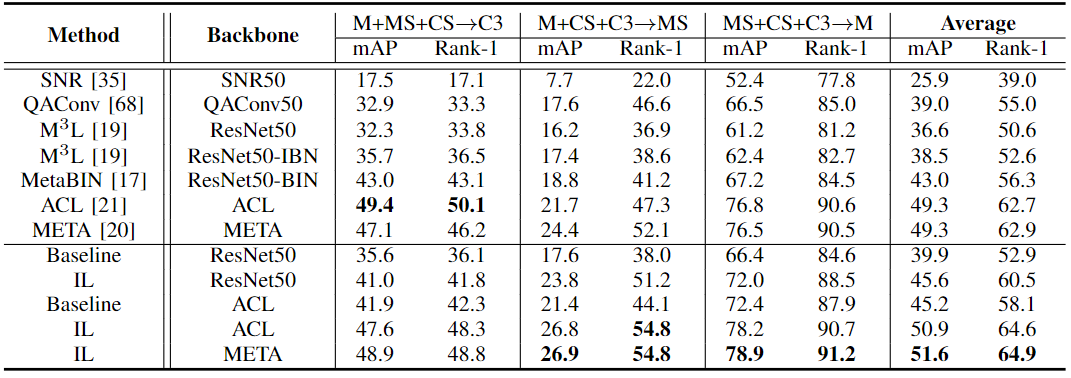 Method Backbone M+MS+CS→C3 M+CS+C3→MS MS+CS+C3→M Average
mAP Rank-1 mAP Rank-1 mAP Rank-1 mAP Rank-1
SNR [35] SNR50 17.5 17.1 7.7 22.0 52.4 77.8 25.9 39.0
QAConv [68] QAConv50 32.9 33.3 17.6 46.6 66.5 85.0 39.0 55.0
M³L [19] ResNet50 32.3 33.8 16.2 36.9 61.2 81.2 36.6 50.6
M³L [19] ResNet50-IBN 35.7 36.5 17.4 38.6 62.4 82.7 38.5 52.6
MetaBIN [17] ResNet50-BIN 43.0 43.1 18.8 41.2 67.2 84.5 43.0 56.3
ACL [21] ACL 49.4 50.1 21.7 47.3 76.8 90.6 49.3 62.7
META [20] META 47.1 46.2 24.4 52.1 76.5 90.5 49.3 62.9
Baseline ResNet50 35.6 36.1 17.6 38.0 66.4 84.6 39.9 52.9
IL ResNet50 41.0 41.8 23.8 51.2 72.0 88.5 45.6 60.5
Baseline ACL 41.9 42.3 21.4 44.1 72.4 87.9 45.2 58.1
IL ACL 47.6 48.3 26.8 54.8 78.2 90.7 50.9 64.6
IL META 48.9 48.8 26.9 54.8 78.9 91.2 51.6 64.9